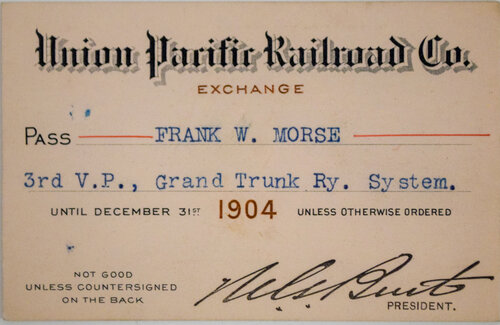 Union Pacific Railroad Co.
EXCHANGE
PASS FRANK W. MORSE
3rd V.P., Grand Trunk Ry. System.
UNTIL DECEMBER 31ST 1904 UNLESS OTHERWISE ORDERED
NOT GOOD
UNLESS COUNTERSIGNED
ON THE BACK
Burt
PRESIDENT.